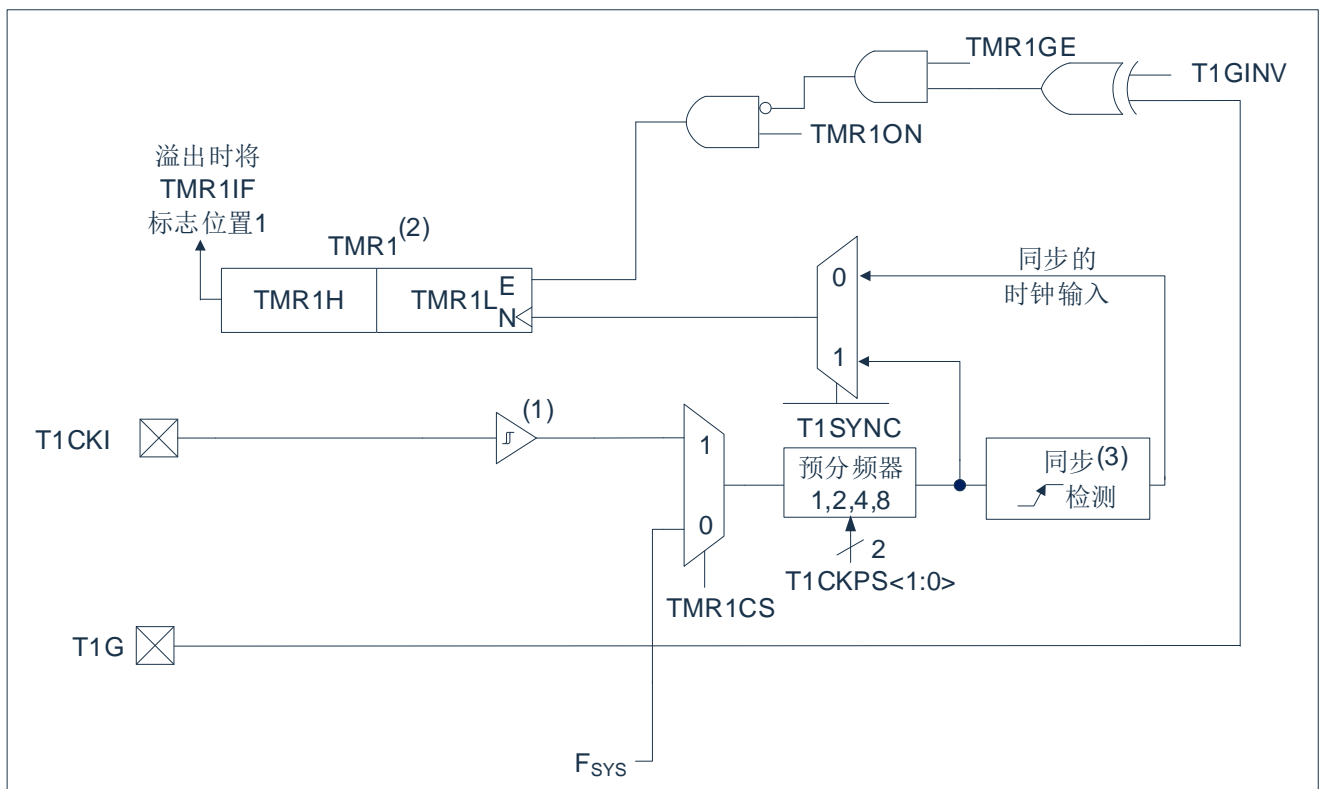 TMR1GE
T1GINV
TMR1ON
溢出时将
TMR1IF
标志位置1
TMR1(2)
TMR1H
TMR1L
E
N
0
1
同步的
时钟输入
T1SYNC
T1CKI
(1)
1
0
预分频器
1,2,4,8
同步(3)
检测
2
T1CKPS<1:0>
TMR1CS
T1G
FSYS